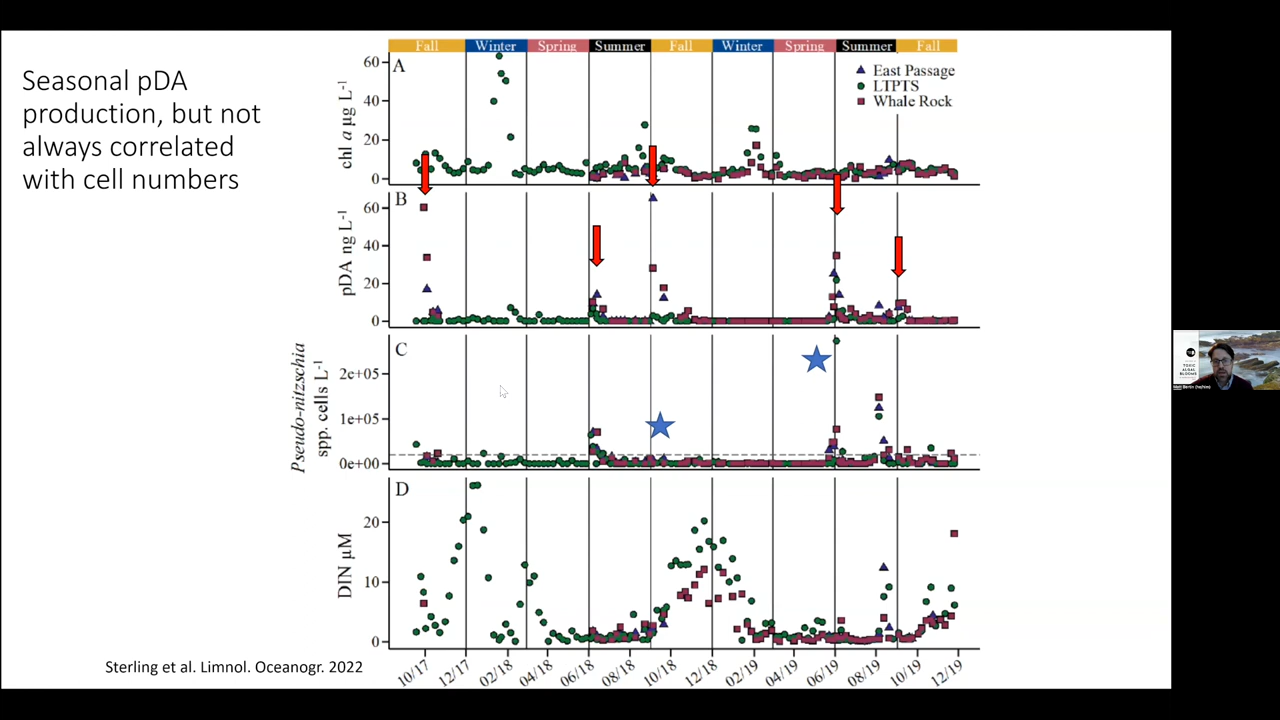 Seasonal pDA
production, but not
always correlated
with cell numbers
Fall Winter Spring Summer Fall Winter Spring Summer Fall
A
60
40
20
0
chl a µg L-1
East Passage
LTPTS
Whale Rock
B
60
40
20
0
pDA ng L-1
C
2e+05
1e+05
0e+00
Pseudo-nitzschia
spp. cells L-1
D
20
10
0
DIN µM
10/17 12/17 02/18 04/18 06/18 08/18 10/18 12/18 02/19 04/19 06/19 08/19 10/19 12/19
Sterling et al. Limnol. Oceanogr. 2022
TOXIC
ALGAL
BLOOMS